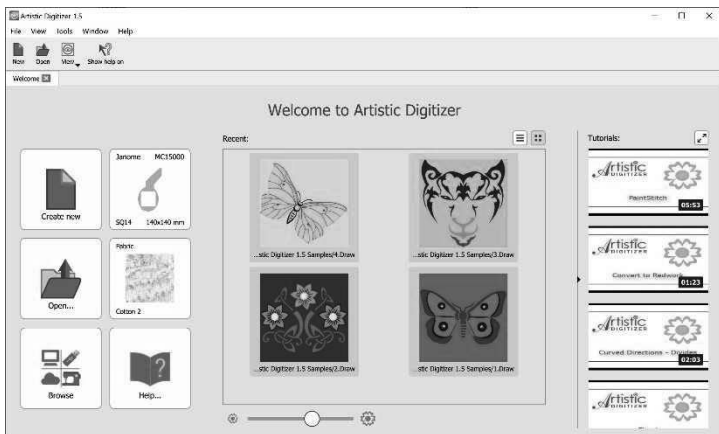 Artistic Digitizer 1.5
File View Tools Window Help
New Open View Show help on
Welcome
Welcome to Artistic Digitizer
Recent:
Tutorials:
Create new
Janome MC15000
SQ14 140x140 mm
Open...
Fabric
Cotton 2
Browse
Help...
...stic Digitizer 1.5 Samples/4.Draw
...stic Digitizer 1.5 Samples/3.Draw
...stic Digitizer 1.5 Samples/2.Draw
...stic Digitizer 1.5 Samples/1.Draw
Artistic
DIGITIZER
PaintStitch
05:53
Artistic
DIGITIZER
Convert to Redwork
01:23
Artistic
DIGITIZER
Curved Directions - Divides
02:03
Artistic
DIGITIZER